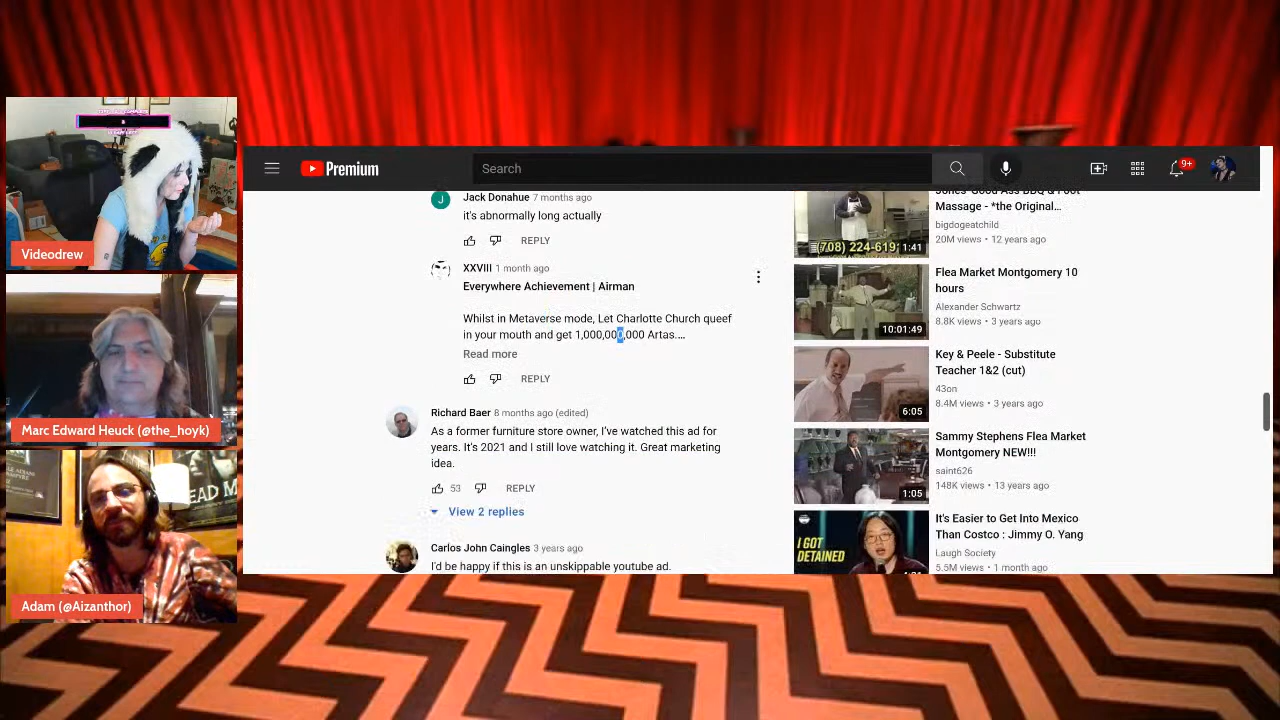 Videodrew
Marc Edward Heuck (@the_hoyk)
EAD M
Adam (@Aizanthor)
Premium
Search
9+
Jack Donahue 7 months ago
J
it's abnormally long actually
REPLY
XXVIII 1 month ago
Everywhere Achievement | Airman
Whilst in Metaverse mode, Let Charlotte Church queef
in your mouth and get 1,000,000,000 Artas.…
Read more
REPLY
Richard Baer 8 months ago (edited)
As a former furniture store owner, I've watched this ad for
years. It's 2021 and I still love watching it. Great marketing
idea.
53 REPLY
View 2 replies
Carlos John Caingles 3 years ago
I'd be happy if this is an unskippable youtube ad.
Jones' Good Ass BBQ & Foot
Massage - *the Original…
bigdogeatchild
20M views • 12 years ago
(708) 224-619
1:41
Flea Market Montgomery 10
hours
Alexander Schwartz
8.8K views • 3 years ago
10:01:49
Key & Peele - Substitute
Teacher 1&2 (cut)
43on
8.4M views • 3 years ago
6:05
Sammy Stephens Flea Market
Montgomery NEW!!!
saint626
148K views • 13 years ago
1:05
It's Easier to Get Into Mexico
Than Costco : Jimmy O. Yang
Laugh Society
5.5M views • 1 month ago
I GOT
DETAINED